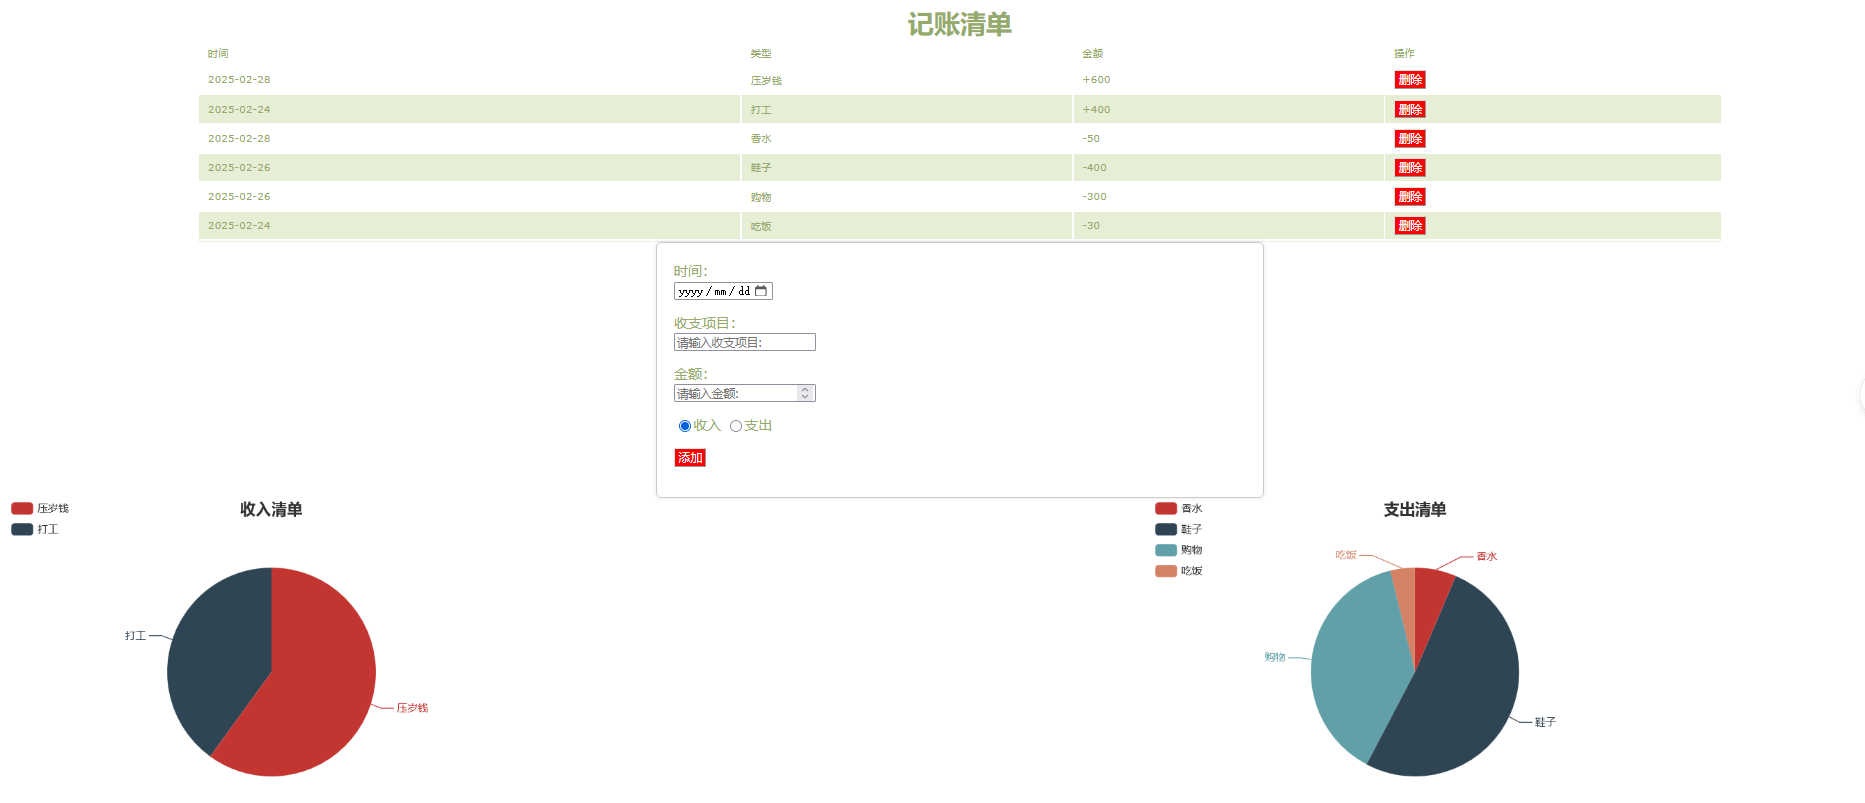 记账清单
时间 类型 金额 操作
2025-02-28 压岁钱 +600 删除
2025-02-24 打工 +400 删除
2025-02-28 香水 -50 删除
2025-02-26 鞋子 -400 删除
2025-02-26 购物 -300 删除
2025-02-24 吃饭 -30 删除
时间：
yyyy/mm/dd
收支项目：
请输入收支项目:
金额：
请输入金额:
收入 支出
添加
收入清单
压岁钱
打工
打工
压岁钱
支出清单
香水
鞋子
购物
吃饭
吃饭
香水
购物
鞋子